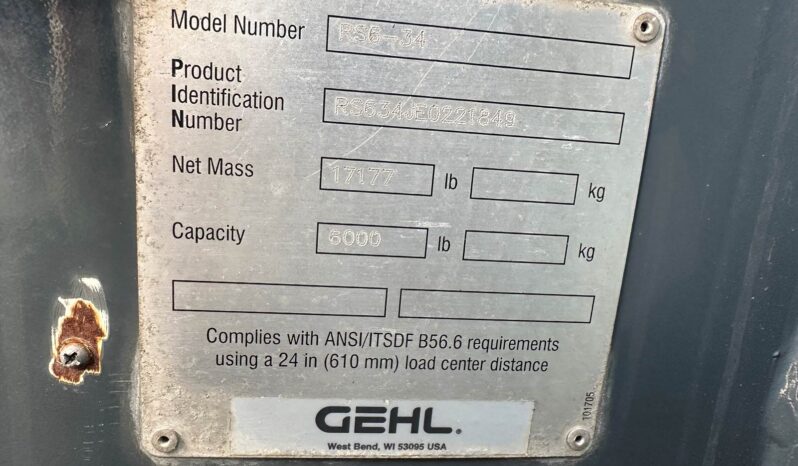 Model Number RS6-34
Product
Identification
Number RS634JE0221849
Net Mass 17177 lb kg
Capacity 6000 lb kg
Complies with ANSI/ITSDF B56.6 requirements
using a 24 in (610 mm) load center distance
101705
GEHL®
West Bend, WI 53095 USA